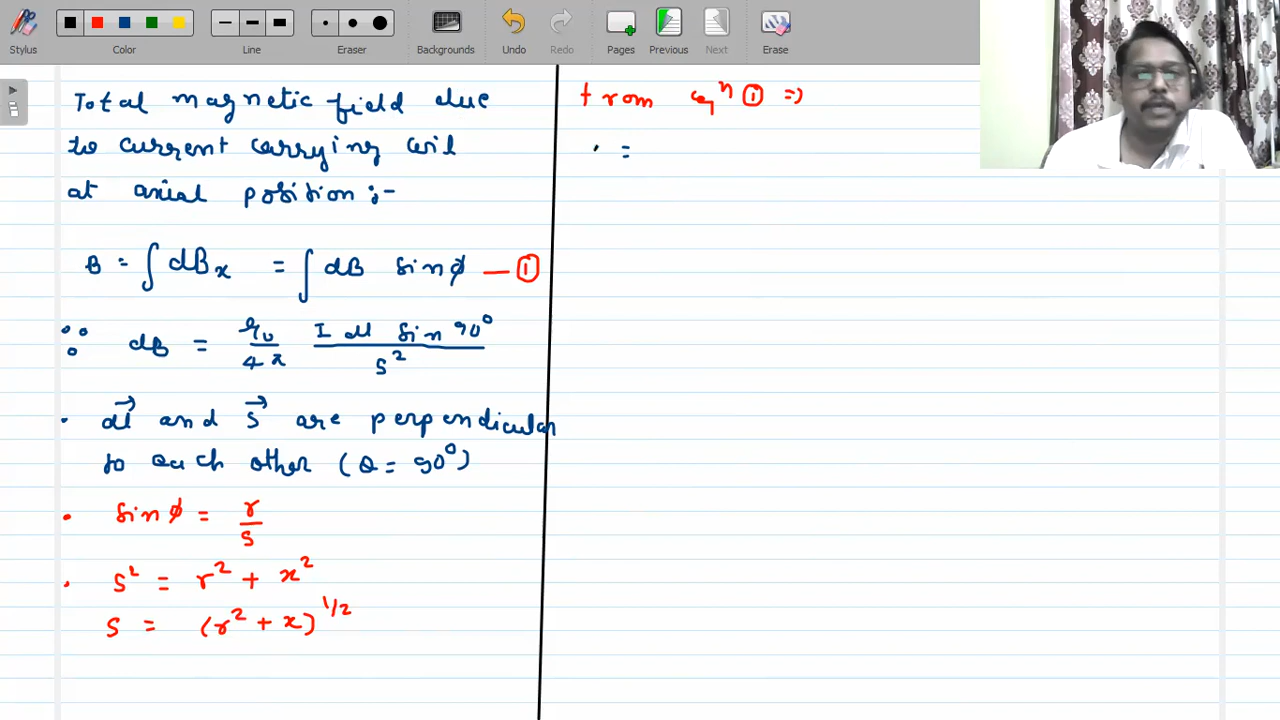 Stylus Color Line Eraser Backgrounds Undo Redo Pages Previous Next Erase
Total magnetic field due
to current carrying coil
at axial position :-
B = ∫ dBx = ∫ dB sin φ — ①
∵ dB = μ0/4π I dl sin 90°/s²
· dl⃗ and s⃗ are perpendicular
to each other (θ = 90°)
· sin φ = r/s
· s² = r² + x²
s = (r² + x)^1/2
from eqⁿ ① =>
· =